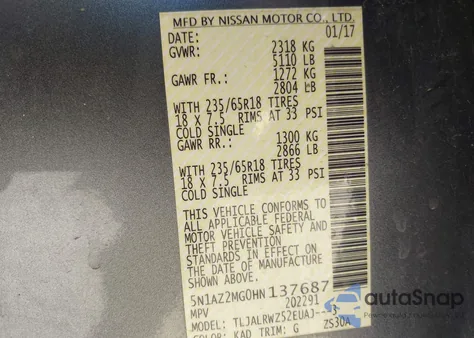 MFD BY NISSAN MOTOR CO., LTD.
DATE: 01/17
GVWR: 2318 KG
5110 LB
GAWR FR.: 1272 KG
2804 LB
WITH 235/65R18 TIRES
18 X 7.5 RIMS AT 33 PSI
COLD SINGLE
GAWR RR.: 1300 KG
2866 LB
WITH 235/65R18 TIRES
18 X 7.5 RIMS AT 33 PSI
COLD SINGLE
THIS VEHICLE CONFORMS TO
ALL APPLICABLE FEDERAL
MOTOR VEHICLE SAFETY AND
THEFT PREVENTION
STANDARDS IN EFFECT ON
THE DATE OF MANUFACTURE
SHOWN ABOVE.
5N1AZ2MG0HN137687
MPV 202291
MODEL: TLJALRWZ52EUAJ---3
COLOR: KAD TRIM: G ZS30A
autoSnap